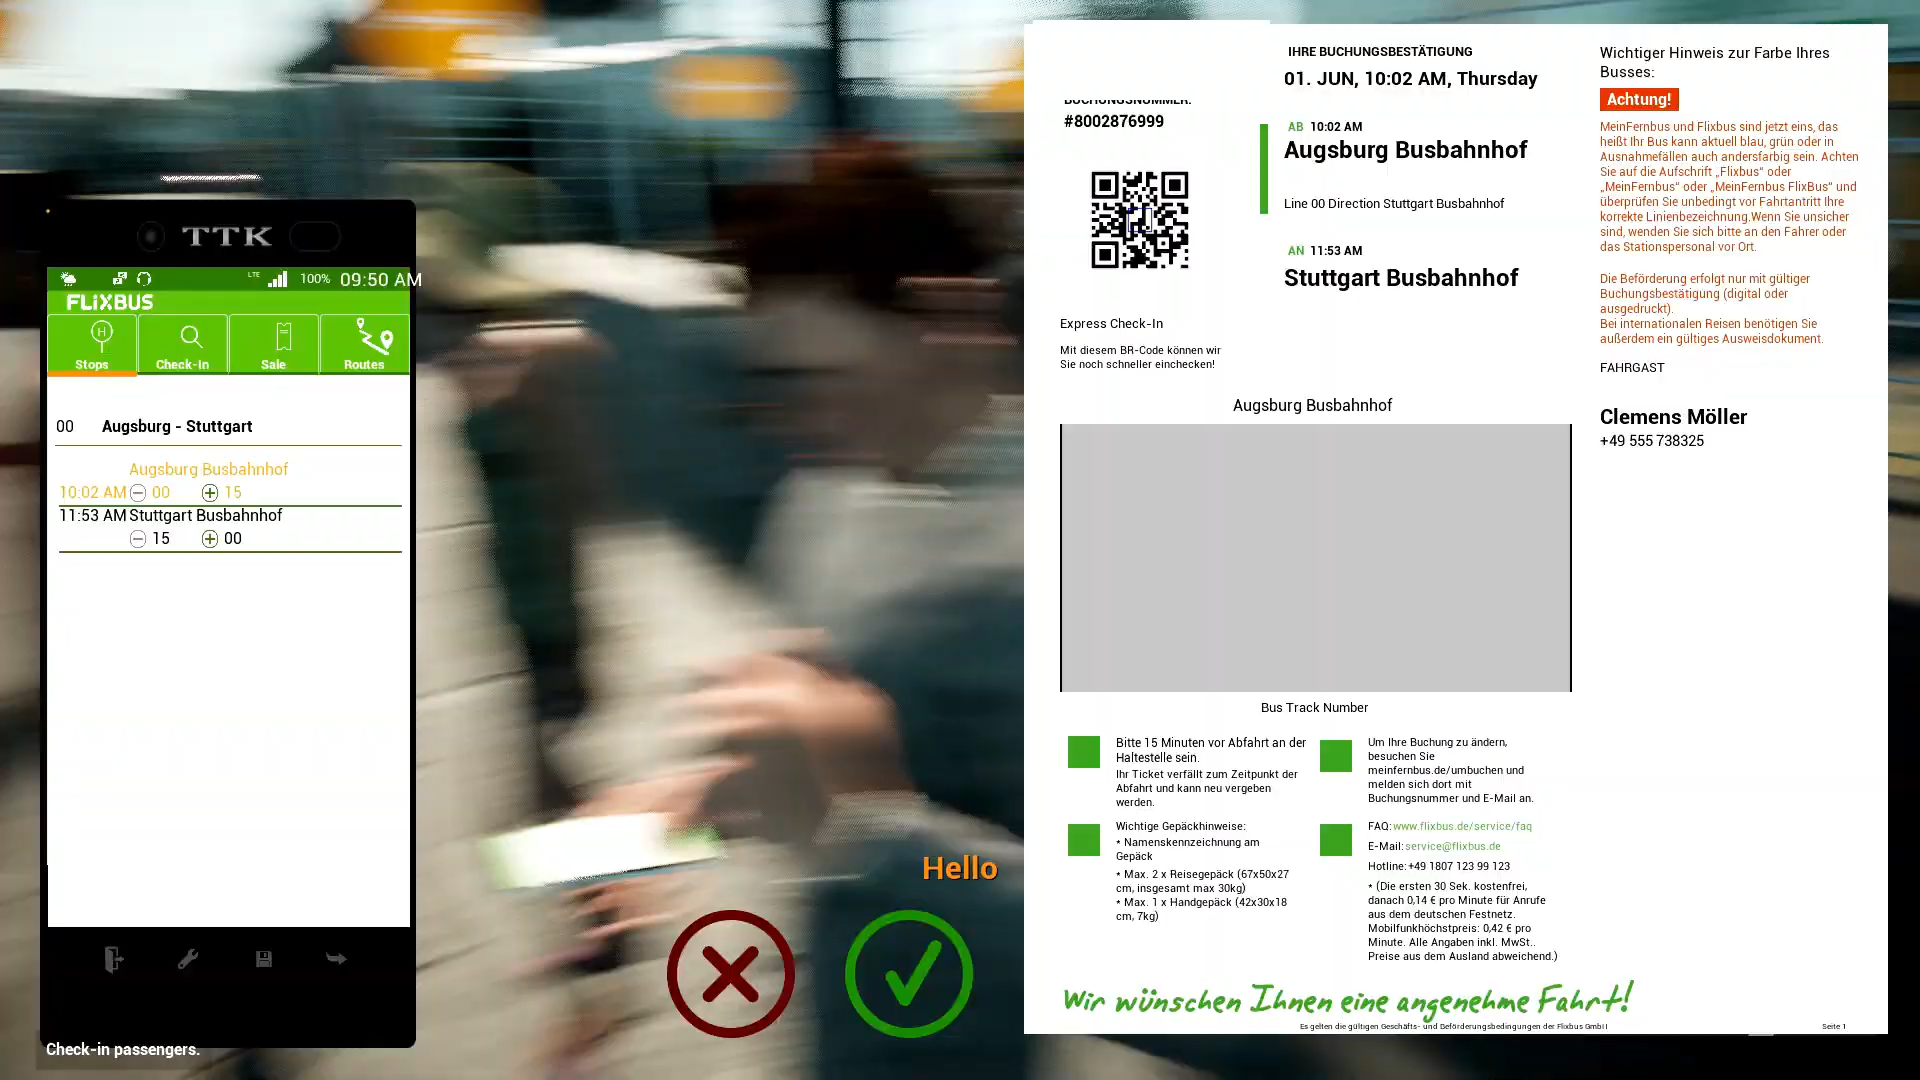 TTK
LTE 100% 09:50 AM
FLiXBUS
Stops
Check-In
Sale
Routes
00 Augsburg - Stuttgart
Augsburg Busbahnhof
10:02 AM 00 15
11:53 AM Stuttgart Busbahnhof
15 00
Check-in passengers.
Hello
BUCHUNGSNUMMER:
#8002876999
Express Check-In
Mit diesem BR-Code können wir
Sie noch schneller einchecken!
IHRE BUCHUNGSBESTÄTIGUNG
01. JUN, 10:02 AM, Thursday
AB 10:02 AM
Augsburg Busbahnhof
Line 00 Direction Stuttgart Busbahnhof
AN 11:53 AM
Stuttgart Busbahnhof
Augsburg Busbahnhof
Bus Track Number
Bitte 15 Minuten vor Abfahrt an der
Haltestelle sein.
Ihr Ticket verfällt zum Zeitpunkt der
Abfahrt und kann neu vergeben
werden.
Wichtige Gepäckhinweise:
* Namenskennzeichnung am
Gepäck
* Max. 2 x Reisegepäck (67x50x27
cm, insgesamt max 30kg)
* Max. 1 x Handgepäck (42x30x18
cm, 7kg)
Um Ihre Buchung zu ändern,
besuchen Sie
meinfernbus.de/umbuchen und
melden sich dort mit
Buchungsnummer und E-Mail an.
FAQ: www.flixbus.de/service/faq
E-Mail: service@flixbus.de
Hotline: +49 1807 123 99 123
* (Die ersten 30 Sek. kostenfrei,
danach 0,14 € pro Minute für Anrufe
aus dem deutschen Festnetz.
Mobilfunkhöchstpreis: 0,42 € pro
Minute. Alle Angaben inkl. MwSt..
Preise aus dem Ausland abweichend.)
Wir wünschen Ihnen eine angenehme Fahrt!
Es gelten die gültigen Geschäfts- und Beförderungsbedingungen der Flixbus GmbH
Seite 1
Wichtiger Hinweis zur Farbe Ihres
Busses:
Achtung!
MeinFernbus und Flixbus sind jetzt eins, das
heißt Ihr Bus kann aktuell blau, grün oder in
Ausnahmefällen auch andersfarbig sein. Achten
Sie auf die Aufschrift „Flixbus“ oder
„MeinFernbus“ oder „MeinFernbus FlixBus“ und
überprüfen Sie unbedingt vor Fahrtantritt Ihre
korrekte Linienbezeichnung.Wenn Sie unsicher
sind, wenden Sie sich bitte an den Fahrer oder
das Stationspersonal vor Ort.
Die Beförderung erfolgt nur mit gültiger
Buchungsbestätigung (digital oder
ausgedruckt).
Bei internationalen Reisen benötigen Sie
außerdem ein gültiges Ausweisdokument.
FAHRGAST
Clemens Möller
+49 555 738325